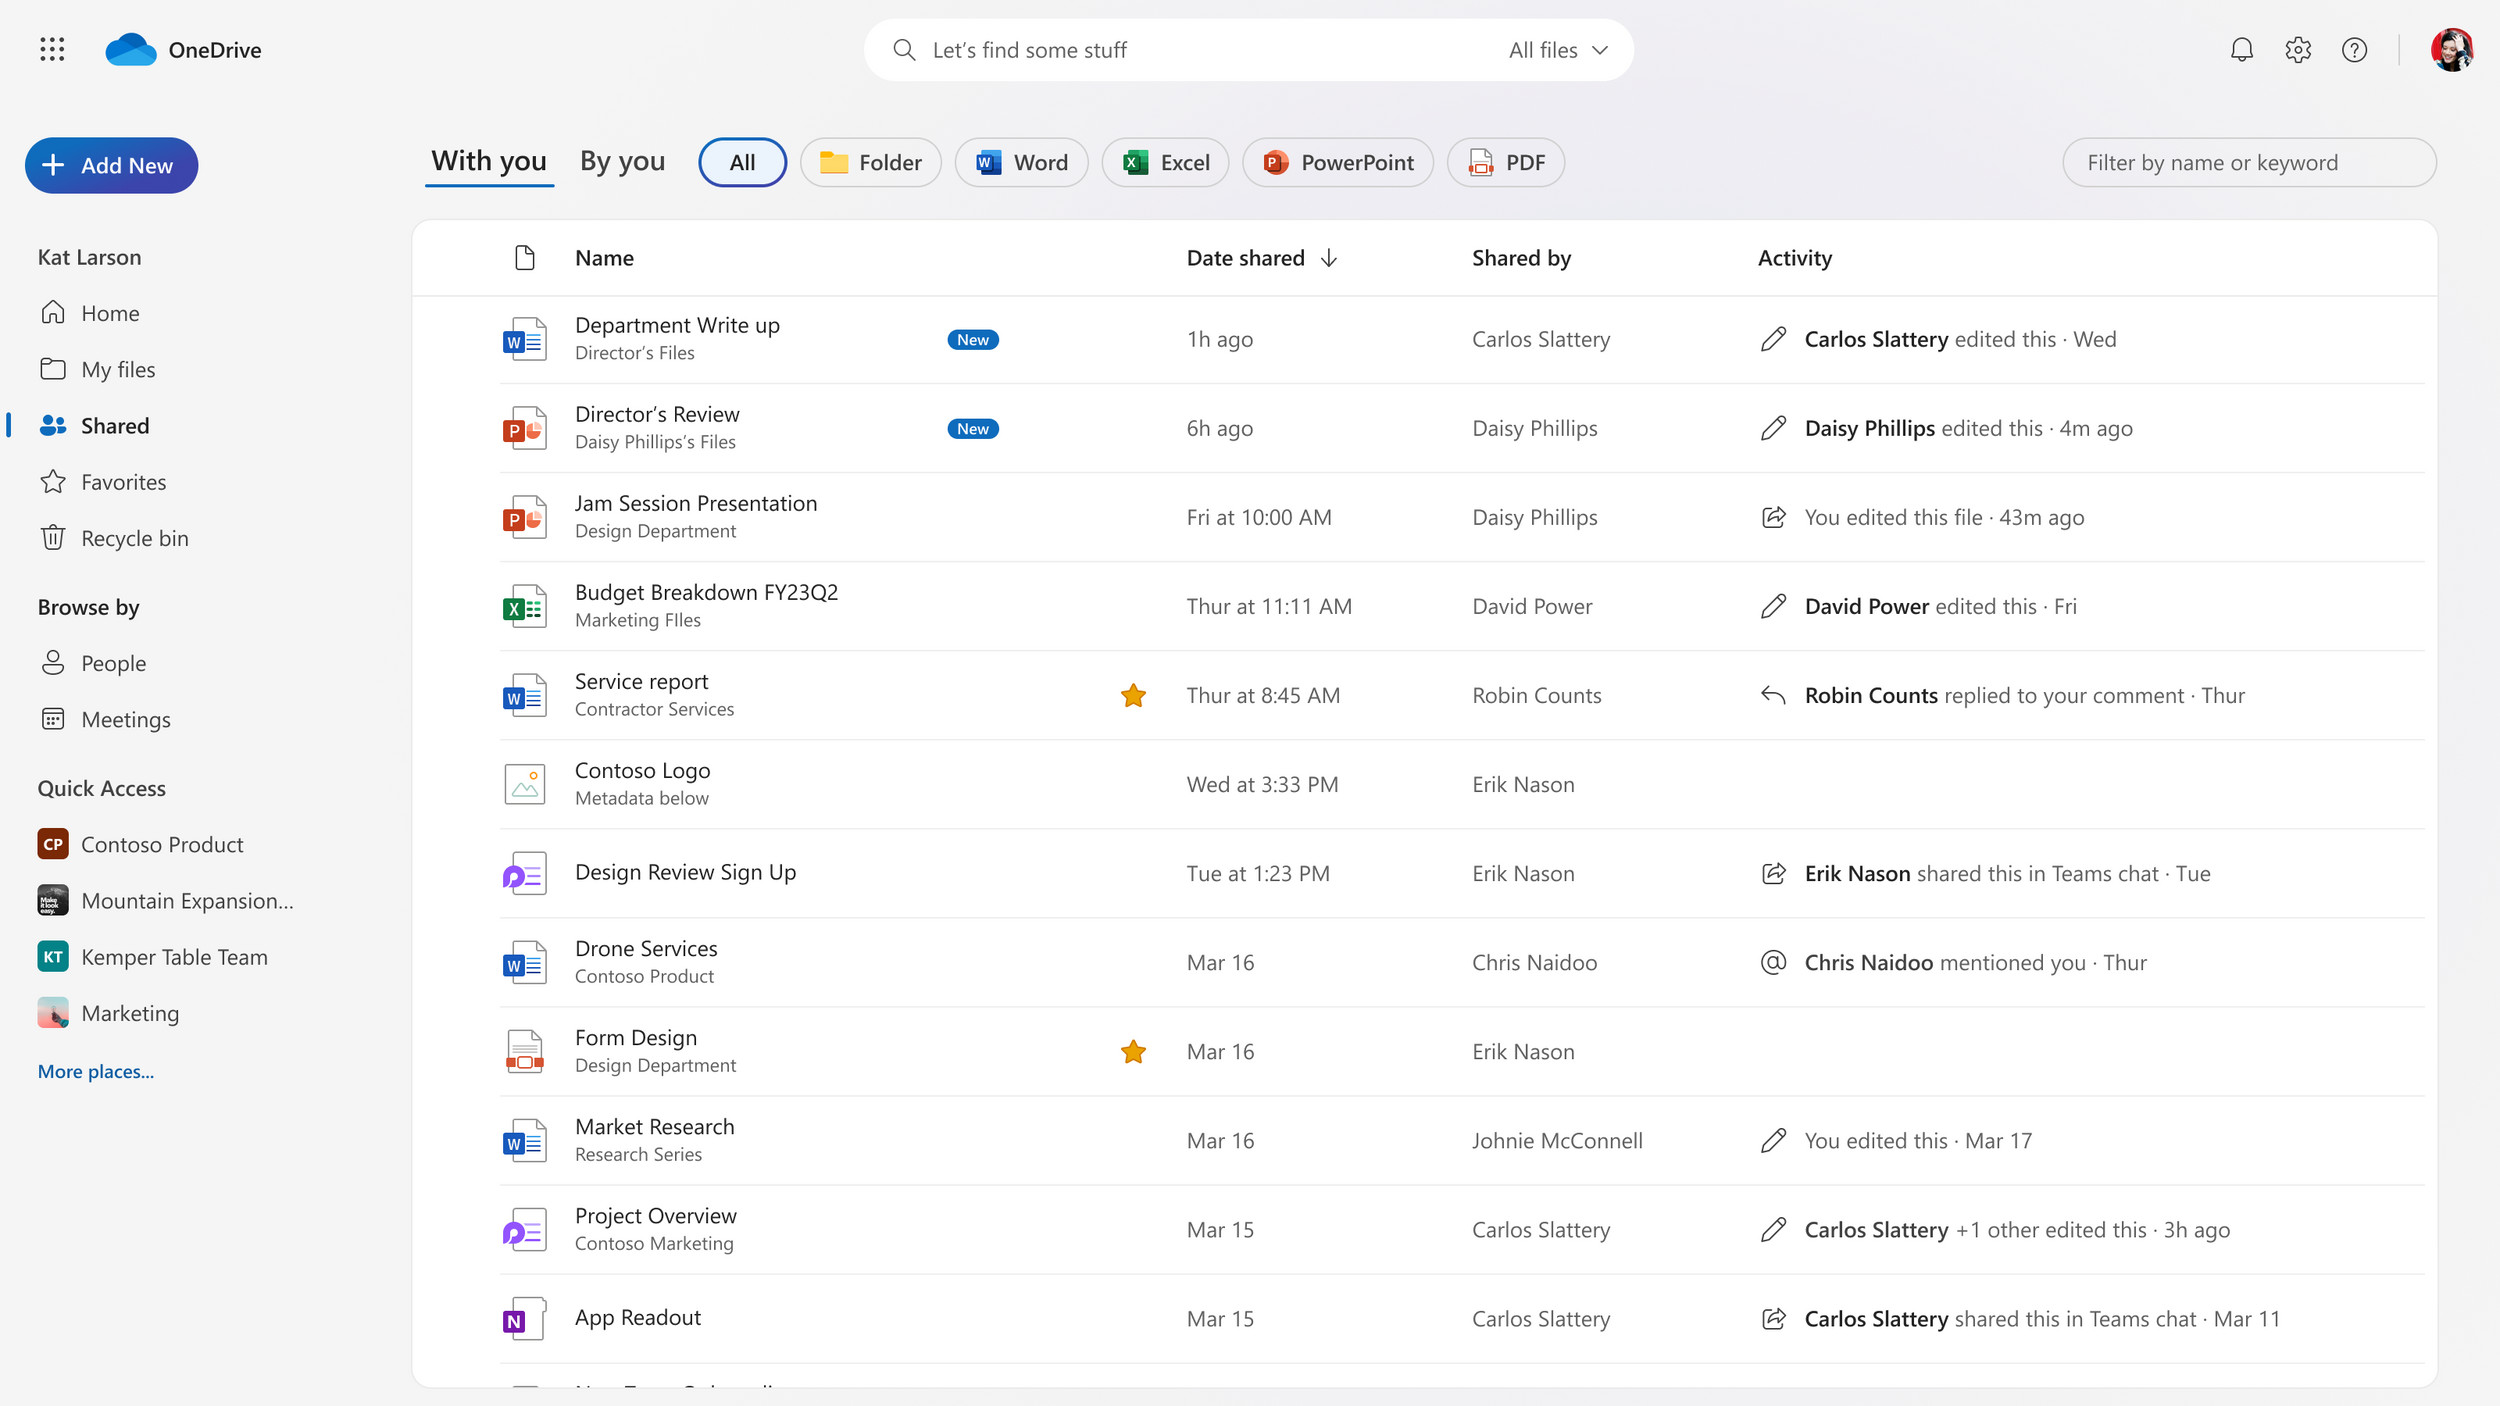 OneDrive
Let’s find some stuff
All files
Add New
With you
By you
All
Folder
Word
Excel
PowerPoint
PDF
Filter by name or keyword
Kat Larson
Home
My files
Shared
Favorites
Recycle bin
Browse by
People
Meetings
Quick Access
CP Contoso Product
Make it look easy.
Mountain Expansion...
KT Kemper Table Team
Marketing
More places...
Name Date shared Shared by Activity
Department Write up
Director’s Files
New
1h ago
Carlos Slattery
Carlos Slattery edited this · Wed
Director’s Review
Daisy Phillips’s Files
New
6h ago
Daisy Phillips
Daisy Phillips edited this · 4m ago
Jam Session Presentation
Design Department
Fri at 10:00 AM
Daisy Phillips
You edited this file · 43m ago
Budget Breakdown FY23Q2
Marketing FIles
Thur at 11:11 AM
David Power
David Power edited this · Fri
Service report
Contractor Services
Thur at 8:45 AM
Robin Counts
Robin Counts replied to your comment · Thur
Contoso Logo
Metadata below
Wed at 3:33 PM
Erik Nason
Design Review Sign Up
Tue at 1:23 PM
Erik Nason
Erik Nason shared this in Teams chat · Tue
Drone Services
Contoso Product
Mar 16
Chris Naidoo
Chris Naidoo mentioned you · Thur
Form Design
Design Department
Mar 16
Erik Nason
Market Research
Research Series
Mar 16
Johnie McConnell
You edited this · Mar 17
Project Overview
Contoso Marketing
Mar 15
Carlos Slattery
Carlos Slattery +1 other edited this · 3h ago
App Readout
Mar 15
Carlos Slattery
Carlos Slattery shared this in Teams chat · Mar 11